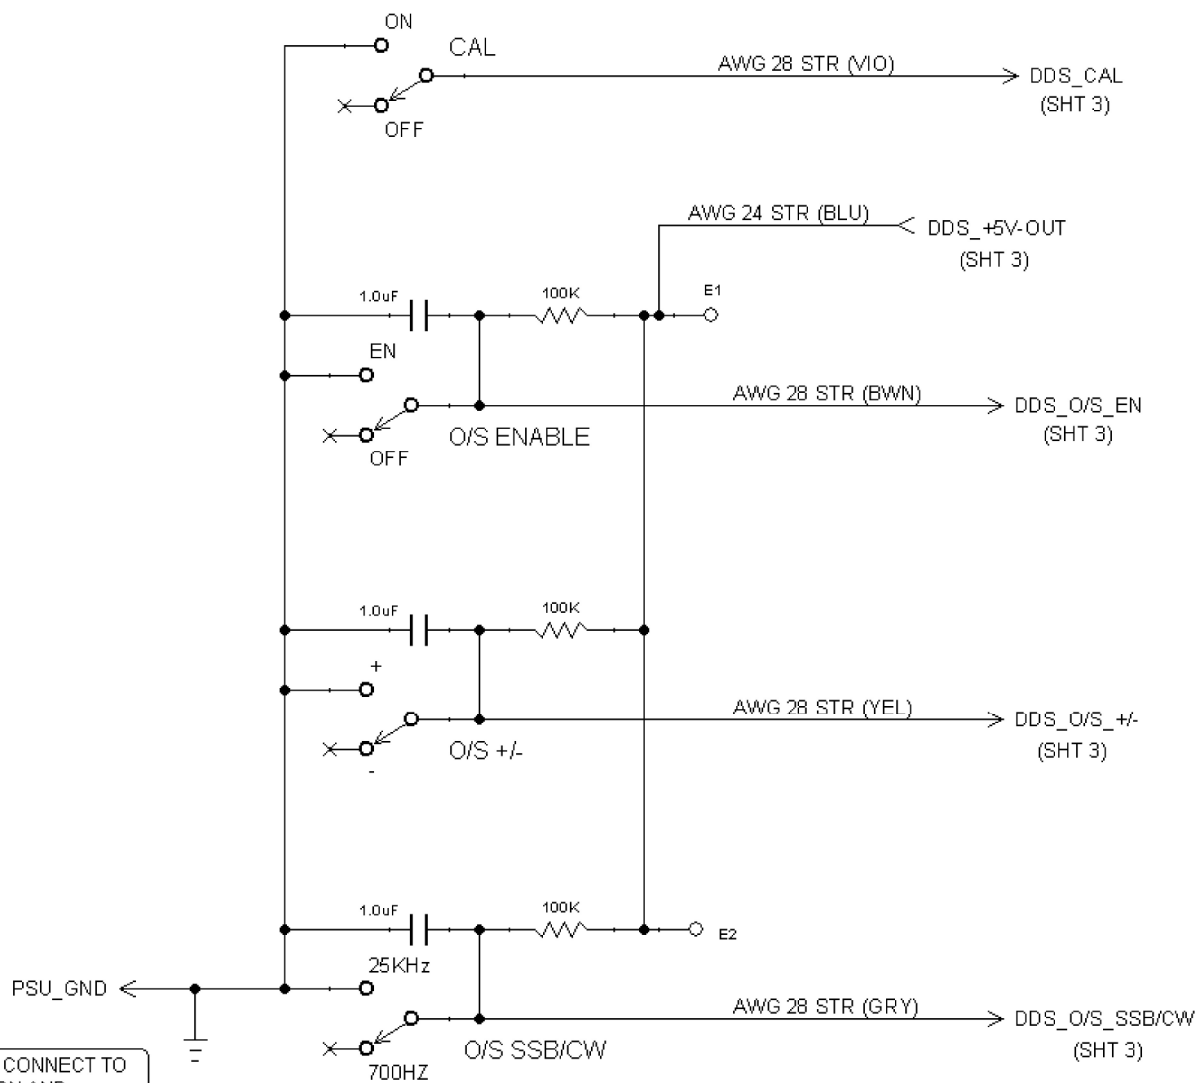 ON
CAL
AWG 28 STR (VIO)
DDS_CAL
(SHT 3)
OFF
AWG 24 STR (BLU)
DDS_+5V-OUT
(SHT 3)
1.0uF
100K
E1
EN
AWG 28 STR (BWN)
DDS_O/S_EN
(SHT 3)
O/S ENABLE
OFF
1.0uF
100K
+
AWG 28 STR (YEL)
DDS_O/S_+/-
(SHT 3)
O/S +/-
-
1.0uF
100K
E2
25KHz
PSU_GND
AWG 28 STR (GRY)
DDS_O/S_SSB/CW
(SHT 3)
O/S SSB/CW
700HZ
CONNECT TO